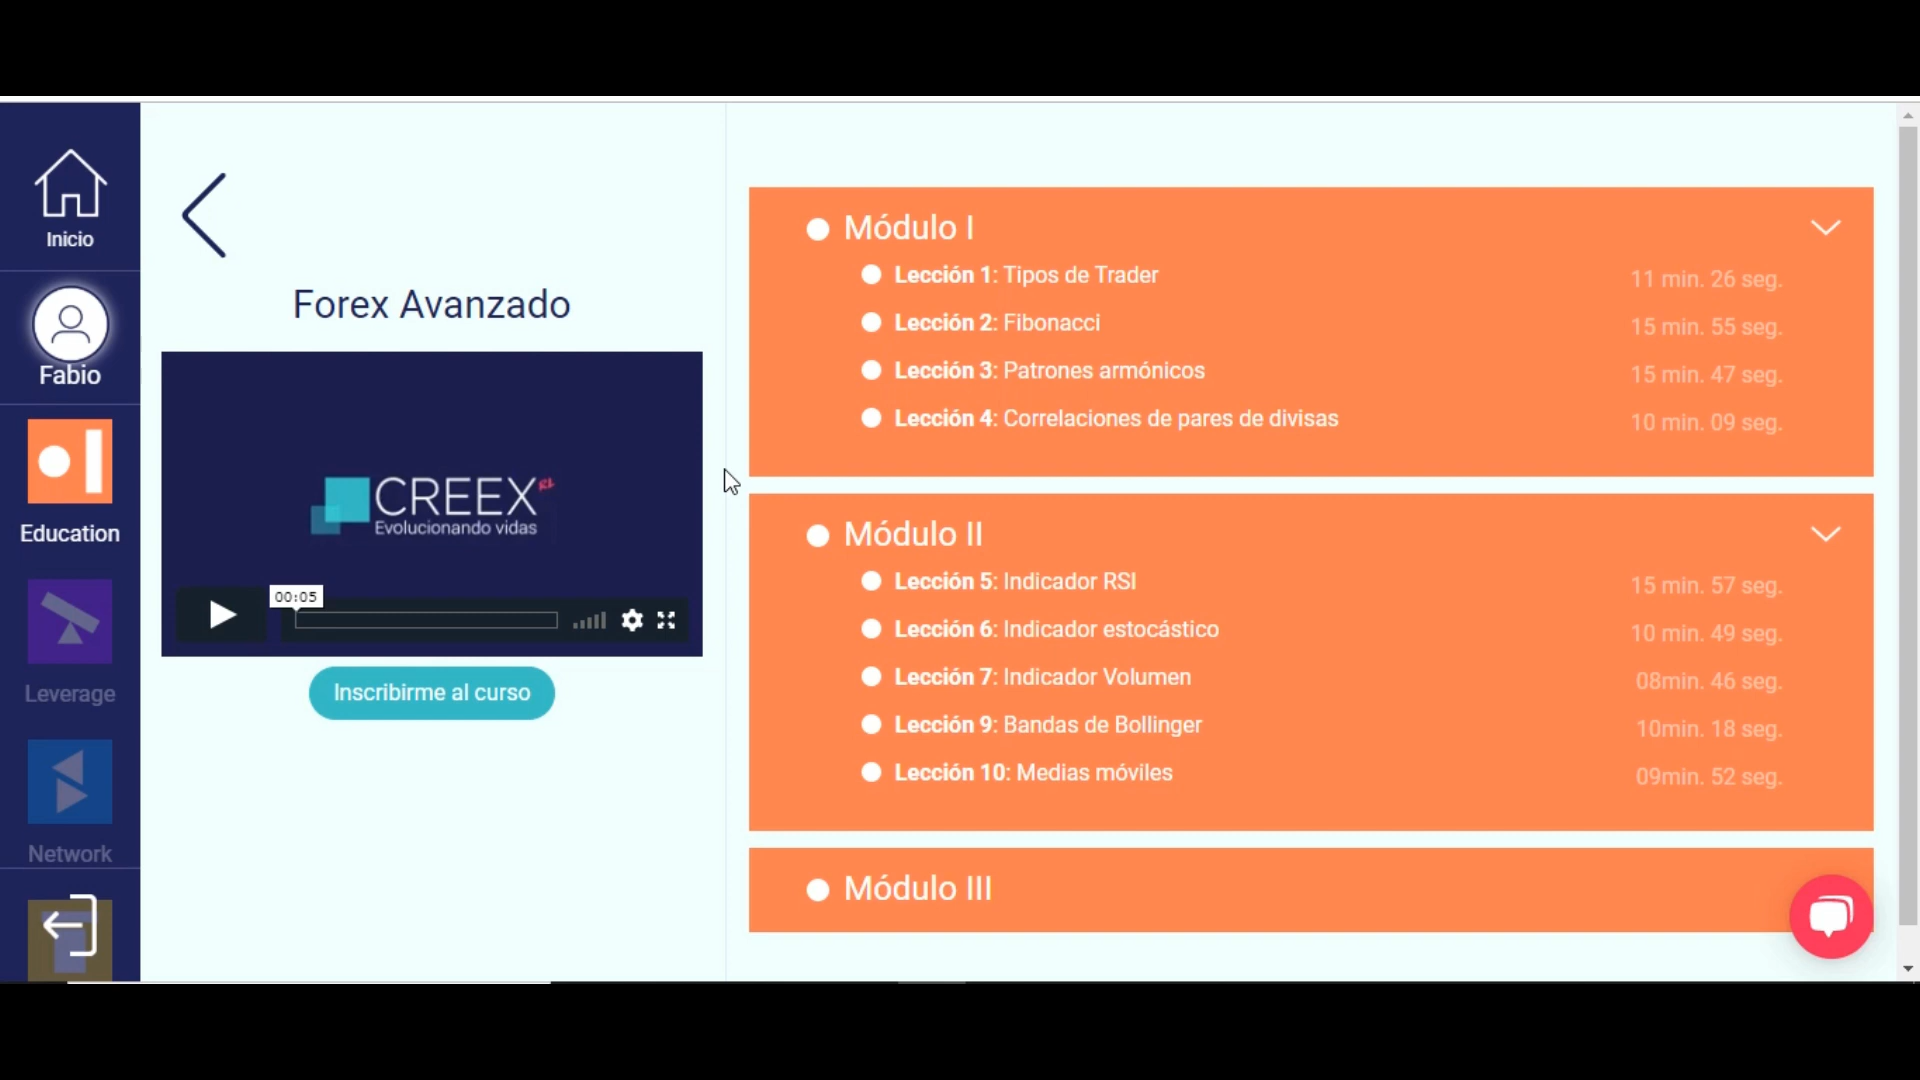 Inicio
Fabio
Education
Leverage
Network
Forex Avanzado
CREEX RL
Evolucionando vidas
00:05
Inscribirme al curso
Módulo I
Lección 1: Tipos de Trader 11 min. 26 seg.
Lección 2: Fibonacci 15 min. 55 seg.
Lección 3: Patrones armónicos 15 min. 47 seg.
Lección 4: Correlaciones de pares de divisas 10 min. 09 seg.
Módulo II
Lección 5: Indicador RSI 15 min. 57 seg.
Lección 6: Indicador estocástico 10 min. 49 seg.
Lección 7: Indicador Volumen 08min. 46 seg.
Lección 9: Bandas de Bollinger 10min. 18 seg.
Lección 10: Medias móviles 09min. 52 seg.
Módulo III